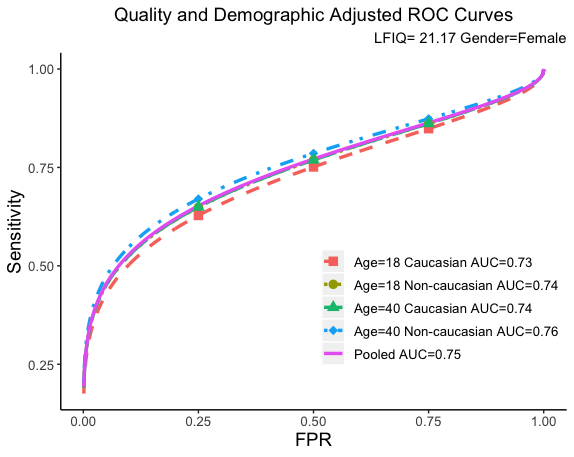 Quality and Demographic Adjusted ROC Curves
LFIQ= 21.17 Gender=Female
1.00
0.75
0.50
0.25
Sensitivity
Age=18 Caucasian AUC=0.73
Age=18 Non-caucasian AUC=0.74
Age=40 Caucasian AUC=0.74
Age=40 Non-caucasian AUC=0.76
Pooled AUC=0.75
0.00 0.25 0.50 0.75 1.00
FPR